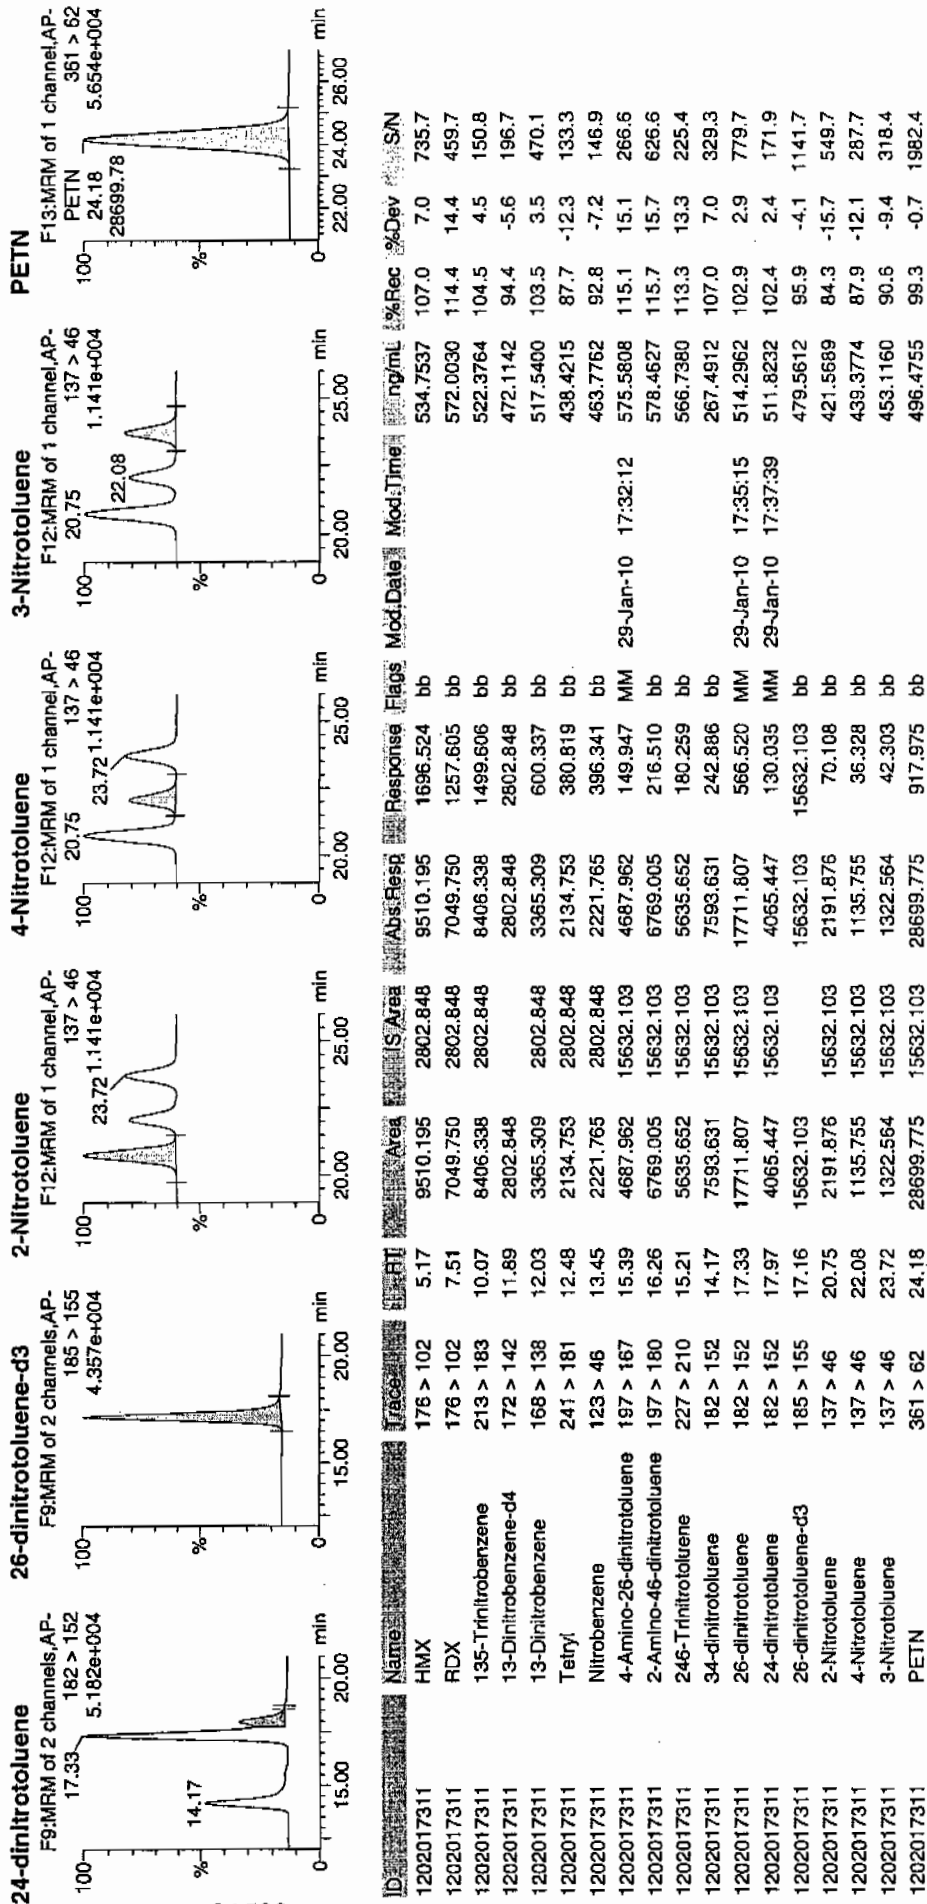 24-dinitrotoluene
F9:MRM of 2 channels,AP-
182 > 152
5.182e+004
17.33
14.17
100
%
0
15.00 20.00 min
26-dinitrotoluene-d3
F9:MRM of 2 channels,AP-
185 > 155
4.357e+004
100
%
0
15.00 20.00 min
2-Nitrotoluene
F12:MRM of 1 channel,AP-
137 > 46
1.141e+004
20.75
23.72
100
%
0
20.00 25.00 min
4-Nitrotoluene
F12:MRM of 1 channel,AP-
137 > 46
1.141e+004
20.75
23.72
100
%
0
20.00 25.00 min
3-Nitrotoluene
F12:MRM of 1 channel,AP-
137 > 46
1.141e+004
20.75
22.08
100
%
0
20.00 25.00 min
PETN
F13:MRM of 1 channel,AP-
361 > 62
5.654e+004
PETN
24.18
28699.78
100
%
0
22.00 24.00 26.00 min
ID Name Trace RT Area IS Area Abs.Resp Response Flags Mod.Date Mod.Time ng/mL %Rec %Dev S/N
1202017311 HMX 176 > 102 5.17 9510.195 2802.848 9510.195 1696.524 bb 534.7537 107.0 7.0 735.7
1202017311 RDX 176 > 102 7.51 7049.750 2802.848 7049.750 1257.605 bb 572.0030 114.4 14.4 459.7
1202017311 135-Trinitrobenzene 213 > 183 10.07 8406.338 2802.848 8406.338 1499.606 bb 522.3764 104.5 4.5 150.8
1202017311 13-Dinitrobenzene-d4 172 > 142 11.89 2802.848 2802.848 2802.848 bb 472.1142 94.4 -5.6 196.7
1202017311 13-Dinitrobenzene 168 > 138 12.03 3365.309 2802.848 3365.309 600.337 bb 517.5400 103.5 3.5 470.1
1202017311 Tetryl 241 > 181 12.48 2134.753 2802.848 2134.753 380.819 bb 438.4215 87.7 -12.3 133.3
1202017311 Nitrobenzene 123 > 46 13.45 2221.765 2802.848 2221.765 396.341 bb 463.7762 92.8 -7.2 146.9
1202017311 4-Amino-26-dinitrotoluene 197 > 167 15.39 4687.962 15632.103 4687.962 149.947 MM 29-Jan-10 17:32:12 575.5808 115.1 15.1 266.6
1202017311 2-Amino-46-dinitrotoluene 197 > 180 16.26 6769.005 15632.103 6769.005 216.510 bb 578.4627 115.7 15.7 626.6
1202017311 246-Trinitrotoluene 227 > 210 15.21 5635.652 15632.103 5635.652 180.259 bb 566.7380 113.3 13.3 225.4
1202017311 34-dinitrotoluene 182 > 152 14.17 7593.631 15632.103 7593.631 242.886 bb 267.4912 107.0 7.0 329.3
1202017311 26-dinitrotoluene 182 > 152 17.33 17711.807 15632.103 17711.807 566.520 MM 29-Jan-10 17:35:15 514.2962 102.9 2.9 779.7
1202017311 24-dinitrotoluene 182 > 152 17.97 4065.447 15632.103 4065.447 130.035 MM 29-Jan-10 17:37:39 511.8232 102.4 2.4 171.9
1202017311 26-dinitrotoluene-d3 185 > 155 17.16 15632.103 15632.103 15632.103 bb 479.5612 95.9 -4.1 1141.7
1202017311 2-Nitrotoluene 137 > 46 20.75 2191.876 15632.103 2191.876 70.108 bb 421.5689 84.3 -15.7 549.7
1202017311 4-Nitrotoluene 137 > 46 22.08 1135.755 15632.103 1135.755 36.328 bb 439.3774 87.9 -12.1 287.7
1202017311 3-Nitrotoluene 137 > 46 23.72 1322.564 15632.103 1322.564 42.303 bb 453.1160 90.6 -9.4 318.4
1202017311 PETN 361 > 62 24.18 28699.775 15632.103 28699.775 917.975 bb 496.4755 99.3 -0.7 1982.4